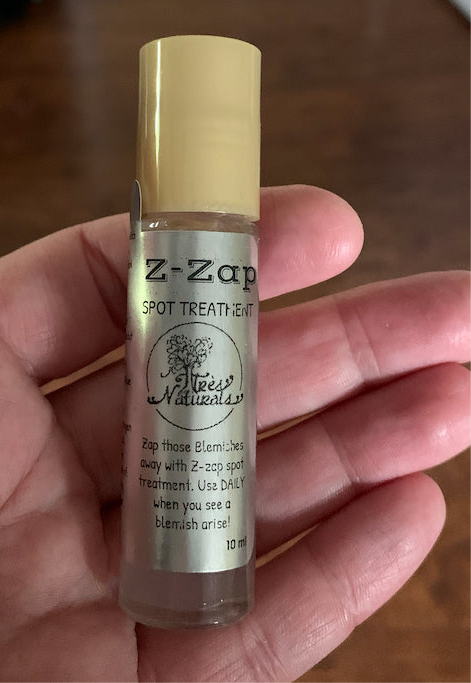 Z-Zap
SPOT TREATMENT
Très
Naturals
Zap those Blemishes
away with Z-zap spot
treatment. Use DAILY
when you see a
blemish arise!
10 ml